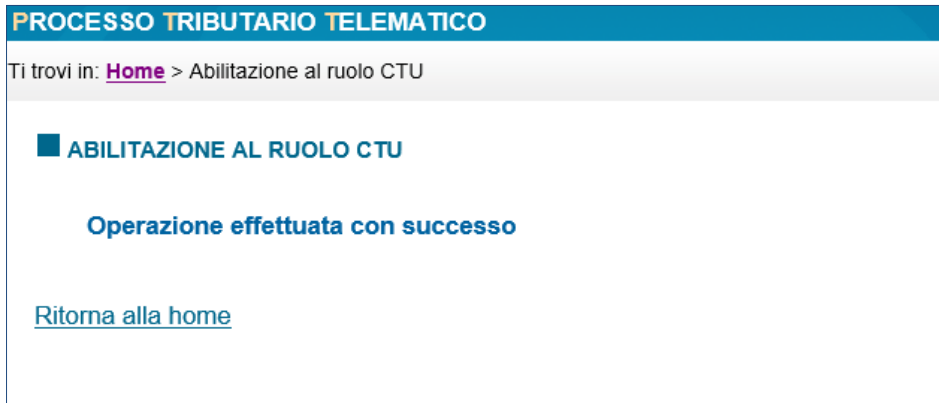 PROCESSO TRIBUTARIO TELEMATICO
Ti trovi in: Home > Abilitazione al ruolo CTU
ABILITAZIONE AL RUOLO CTU
Operazione effettuata con successo
Ritorna alla home